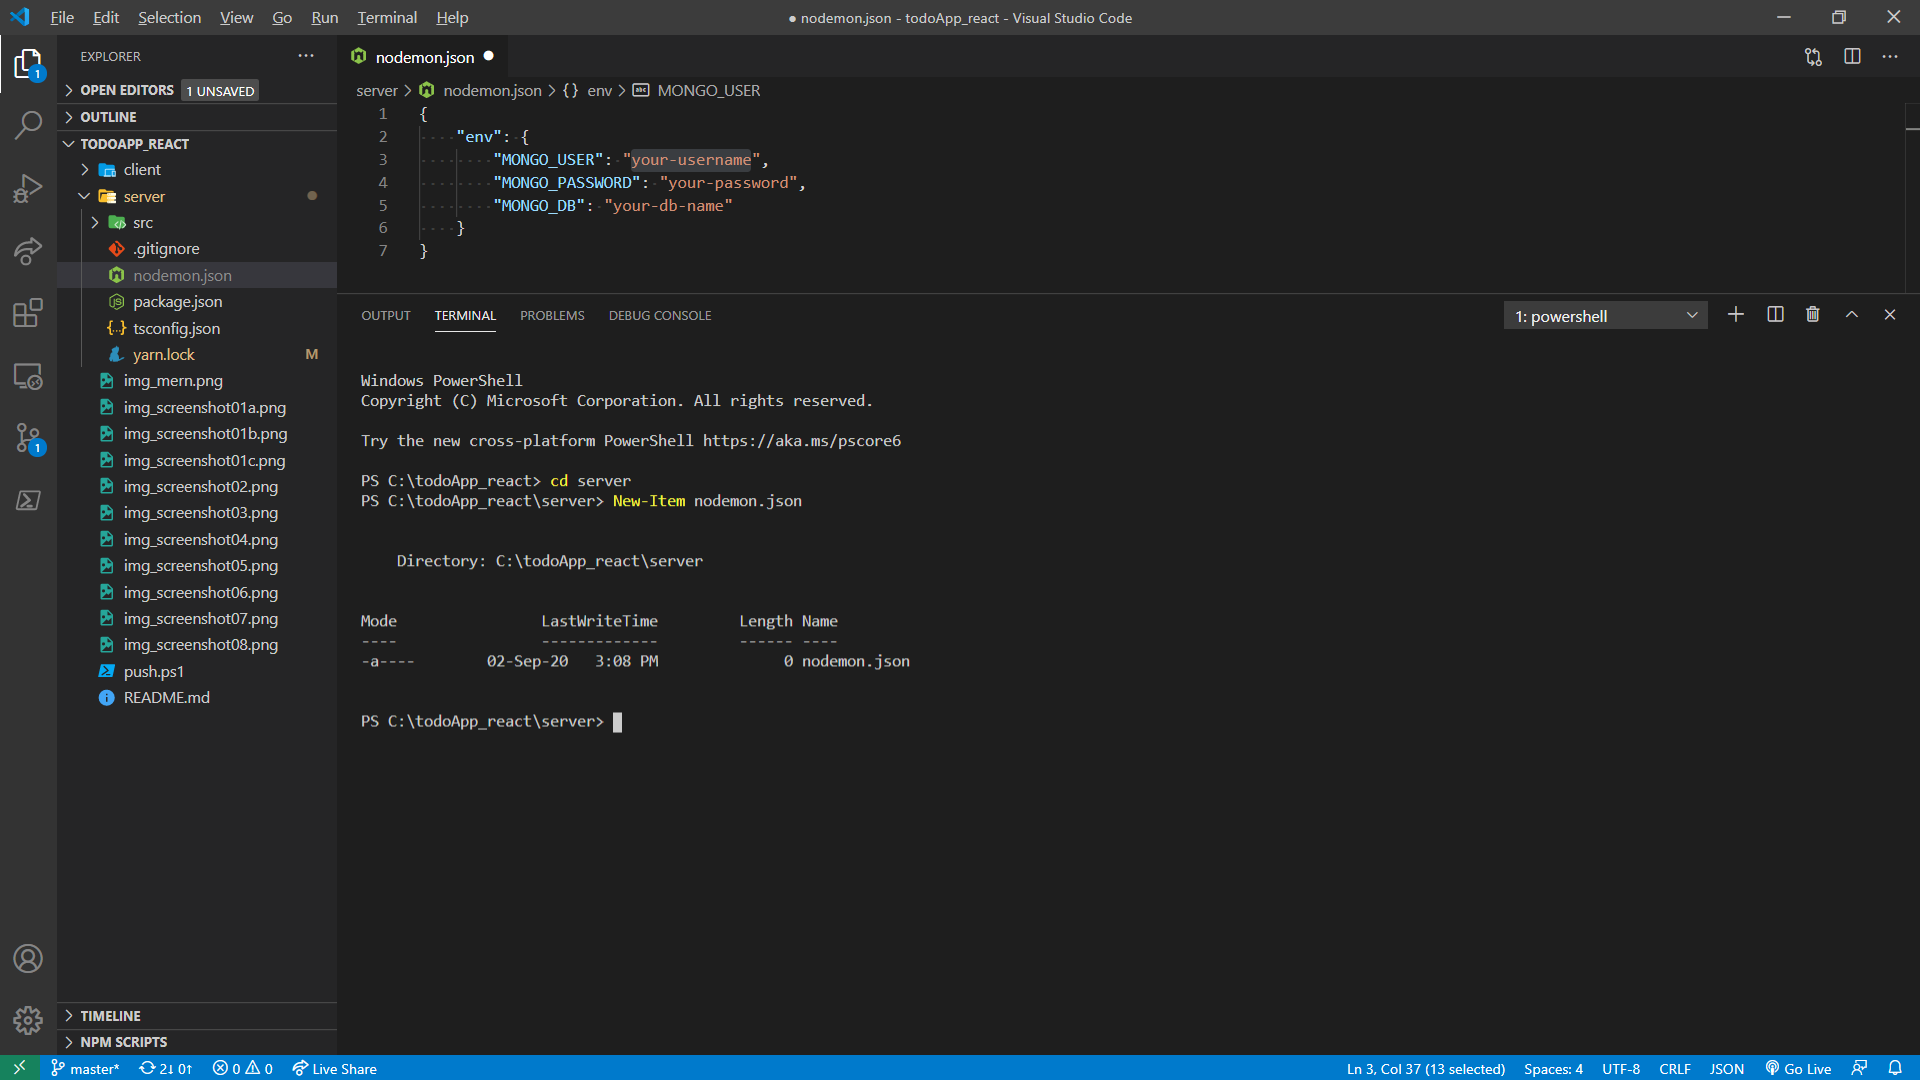 File Edit Selection View Go Run Terminal Help
● nodemon.json - todoApp_react - Visual Studio Code
EXPLORER
OPEN EDITORS 1 UNSAVED
OUTLINE
TODOAPP_REACT
client
server
src
.gitignore
nodemon.json
package.json
tsconfig.json
yarn.lock M
img_mern.png
img_screenshot01a.png
img_screenshot01b.png
img_screenshot01c.png
img_screenshot02.png
img_screenshot03.png
img_screenshot04.png
img_screenshot05.png
img_screenshot06.png
img_screenshot07.png
img_screenshot08.png
push.ps1
README.md
TIMELINE
NPM SCRIPTS
1
1
nodemon.json
server > nodemon.json > {} env > abc MONGO_USER
1 {
2 "env": {
3 "MONGO_USER": "your-username",
4 "MONGO_PASSWORD": "your-password",
5 "MONGO_DB": "your-db-name"
6 }
7 }
OUTPUT TERMINAL PROBLEMS DEBUG CONSOLE
1: powershell
Windows PowerShell
Copyright (C) Microsoft Corporation. All rights reserved.
Try the new cross-platform PowerShell https://aka.ms/pscore6
PS C:\todoApp_react> cd server
PS C:\todoApp_react\server> New-Item nodemon.json
Directory: C:\todoApp_react\server
Mode LastWriteTime Length Name
---- ------------- ------ ----
-a---- 02-Sep-20 3:08 PM 0 nodemon.json
PS C:\todoApp_react\server>
master* 2↓ 0↑ 0 0 Live Share
Ln 3, Col 37 (13 selected) Spaces: 4 UTF-8 CRLF JSON Go Live